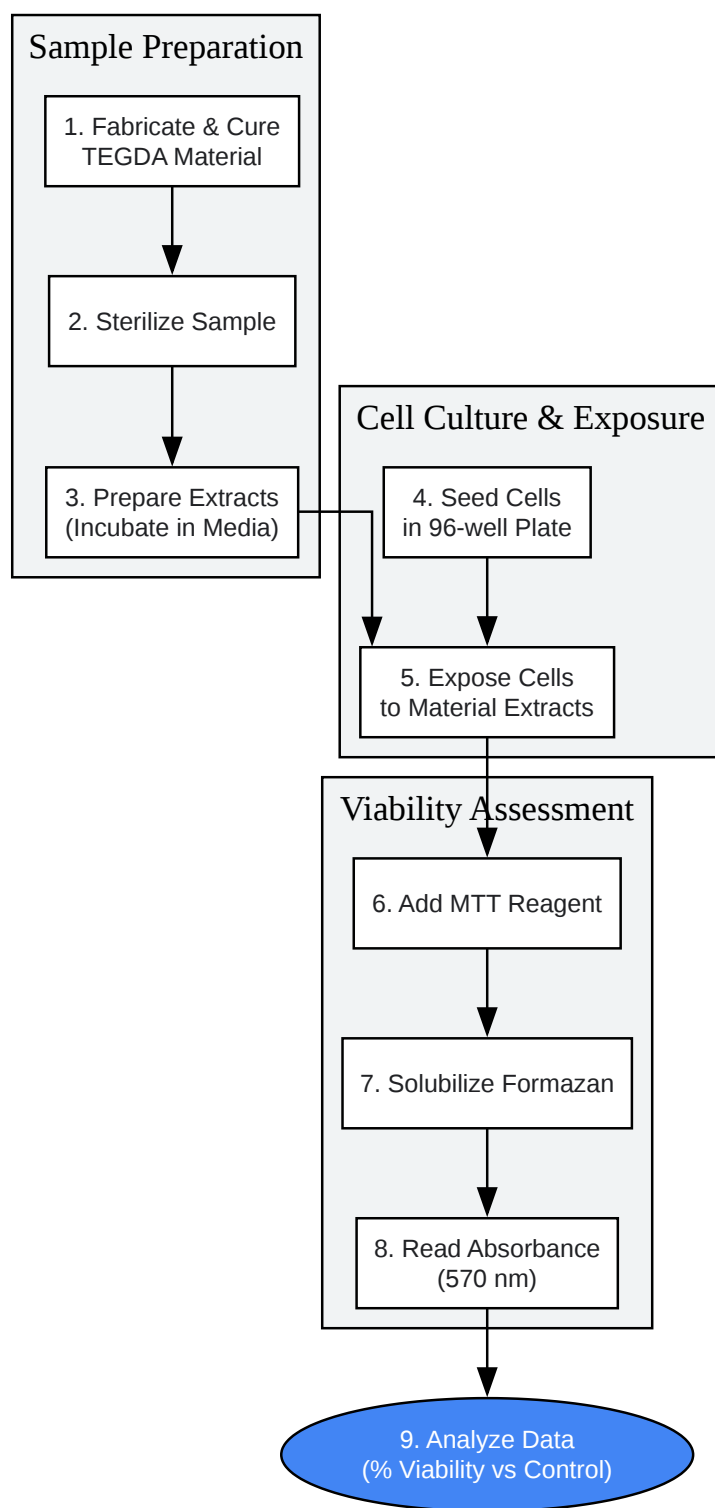 Sample Preparation
1. Fabricate & Cure
TEGDA Material
2. Sterilize Sample
3. Prepare Extracts
(Incubate in Media)
Cell Culture & Exposure
4. Seed Cells
in 96-well Plate
5. Expose Cells
to Material Extracts
Viability Assessment
6. Add MTT Reagent
7. Solubilize Formazan
8. Read Absorbance
(570 nm)
9. Analyze Data
(% Viability vs Control)